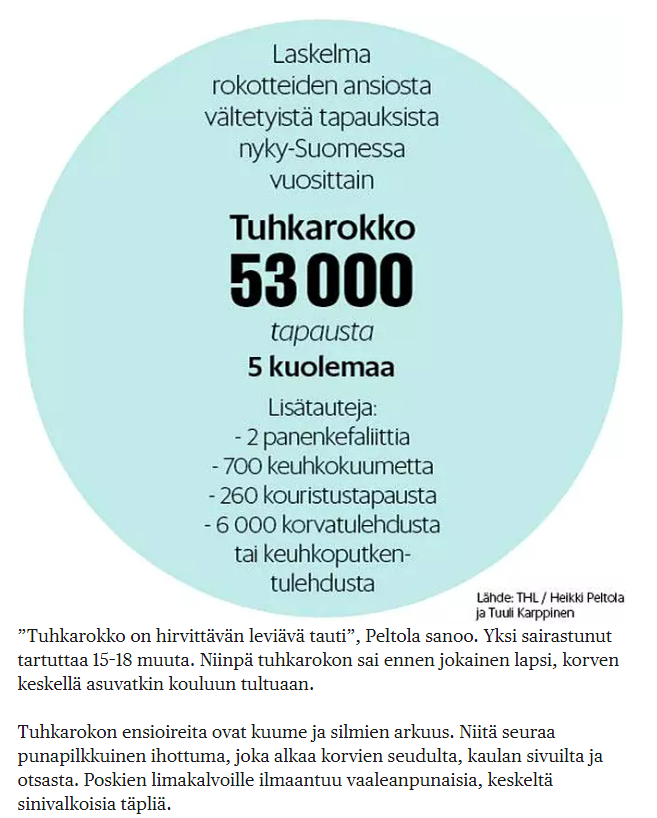 Laskelma
rokotteiden ansiosta
vältetyistä tapauksista
nyky-Suomessa
vuosittain
Tuhkarokko
53 000
tapausta
5 kuolemaa
Lisätauteja:
- 2 panenkefaliittia
- 700 keuhkokuumetta
- 260 kouristustapausta
- 6 000 korvatulehdusta
tai keuhkoputken-
tulehdusta
Lähde: THL / Heikki Peltola
ja Tuuli Karppinen
”Tuhkarokko on hirvittävän leviävä tauti”, Peltola sanoo. Yksi sairastunut
tartuttaa 15-18 muuta. Niinpä tuhkarokon sai ennen jokainen lapsi, korven
keskellä asuvatkin kouluun tultuaan.
Tuhkarokon ensioireita ovat kuume ja silmien arkuus. Niitä seuraa
punapilkkuinen ihottuma, joka alkaa korvien seudulta, kaulan sivuilta ja
otsasta. Poskien limakalvoille ilmaantuu vaaleanpunaisia, keskeltä
sinivalkoisia täpliä.